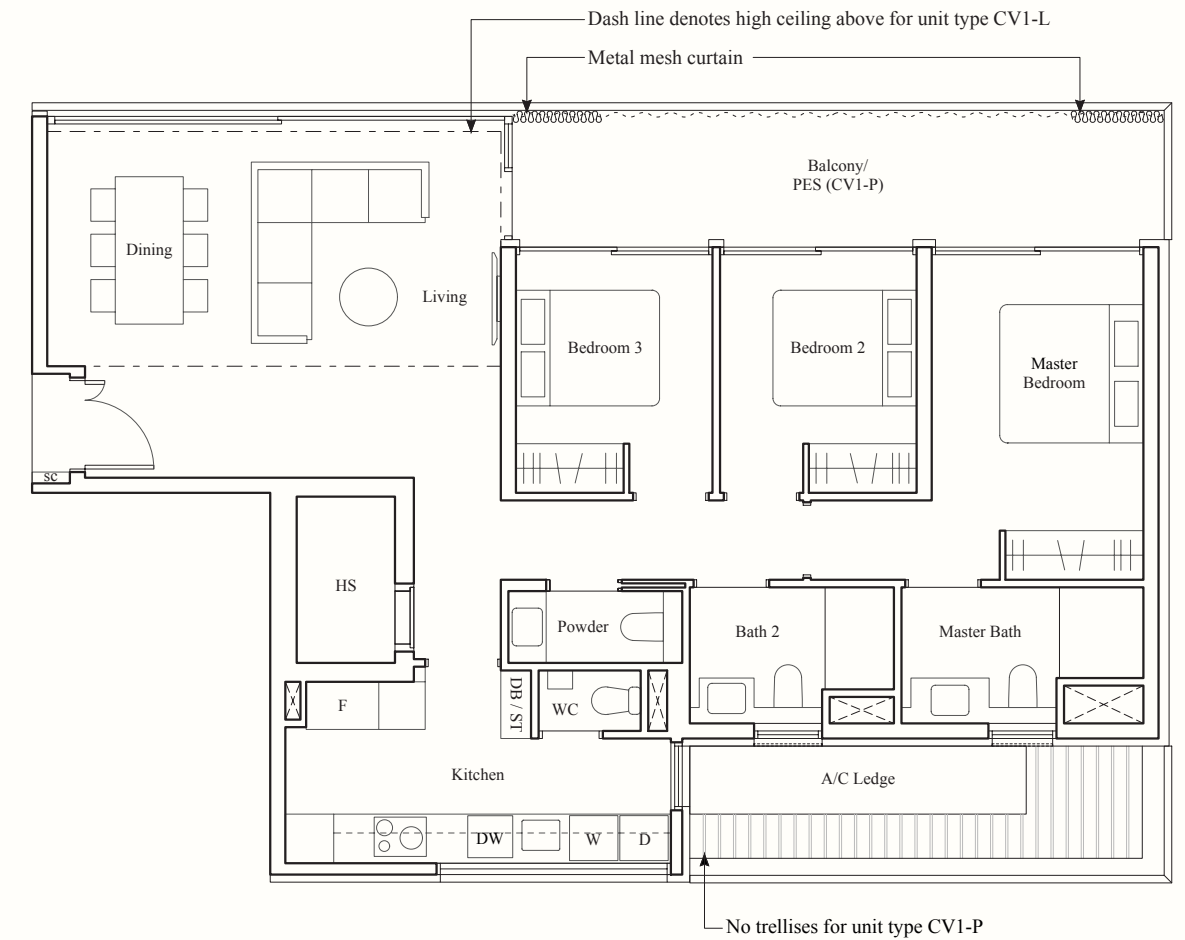 Dash line denotes high ceiling above for unit type CV1-L
Metal mesh curtain
Balcony/
PES (CV1-P)
Dining
Living
Bedroom 3
Bedroom 2
Master
Bedroom
sc
HS
Powder
Bath 2
Master Bath
F
DB / ST
WC
Kitchen
A/C Ledge
DW
W
D
No trellises for unit type CV1-P